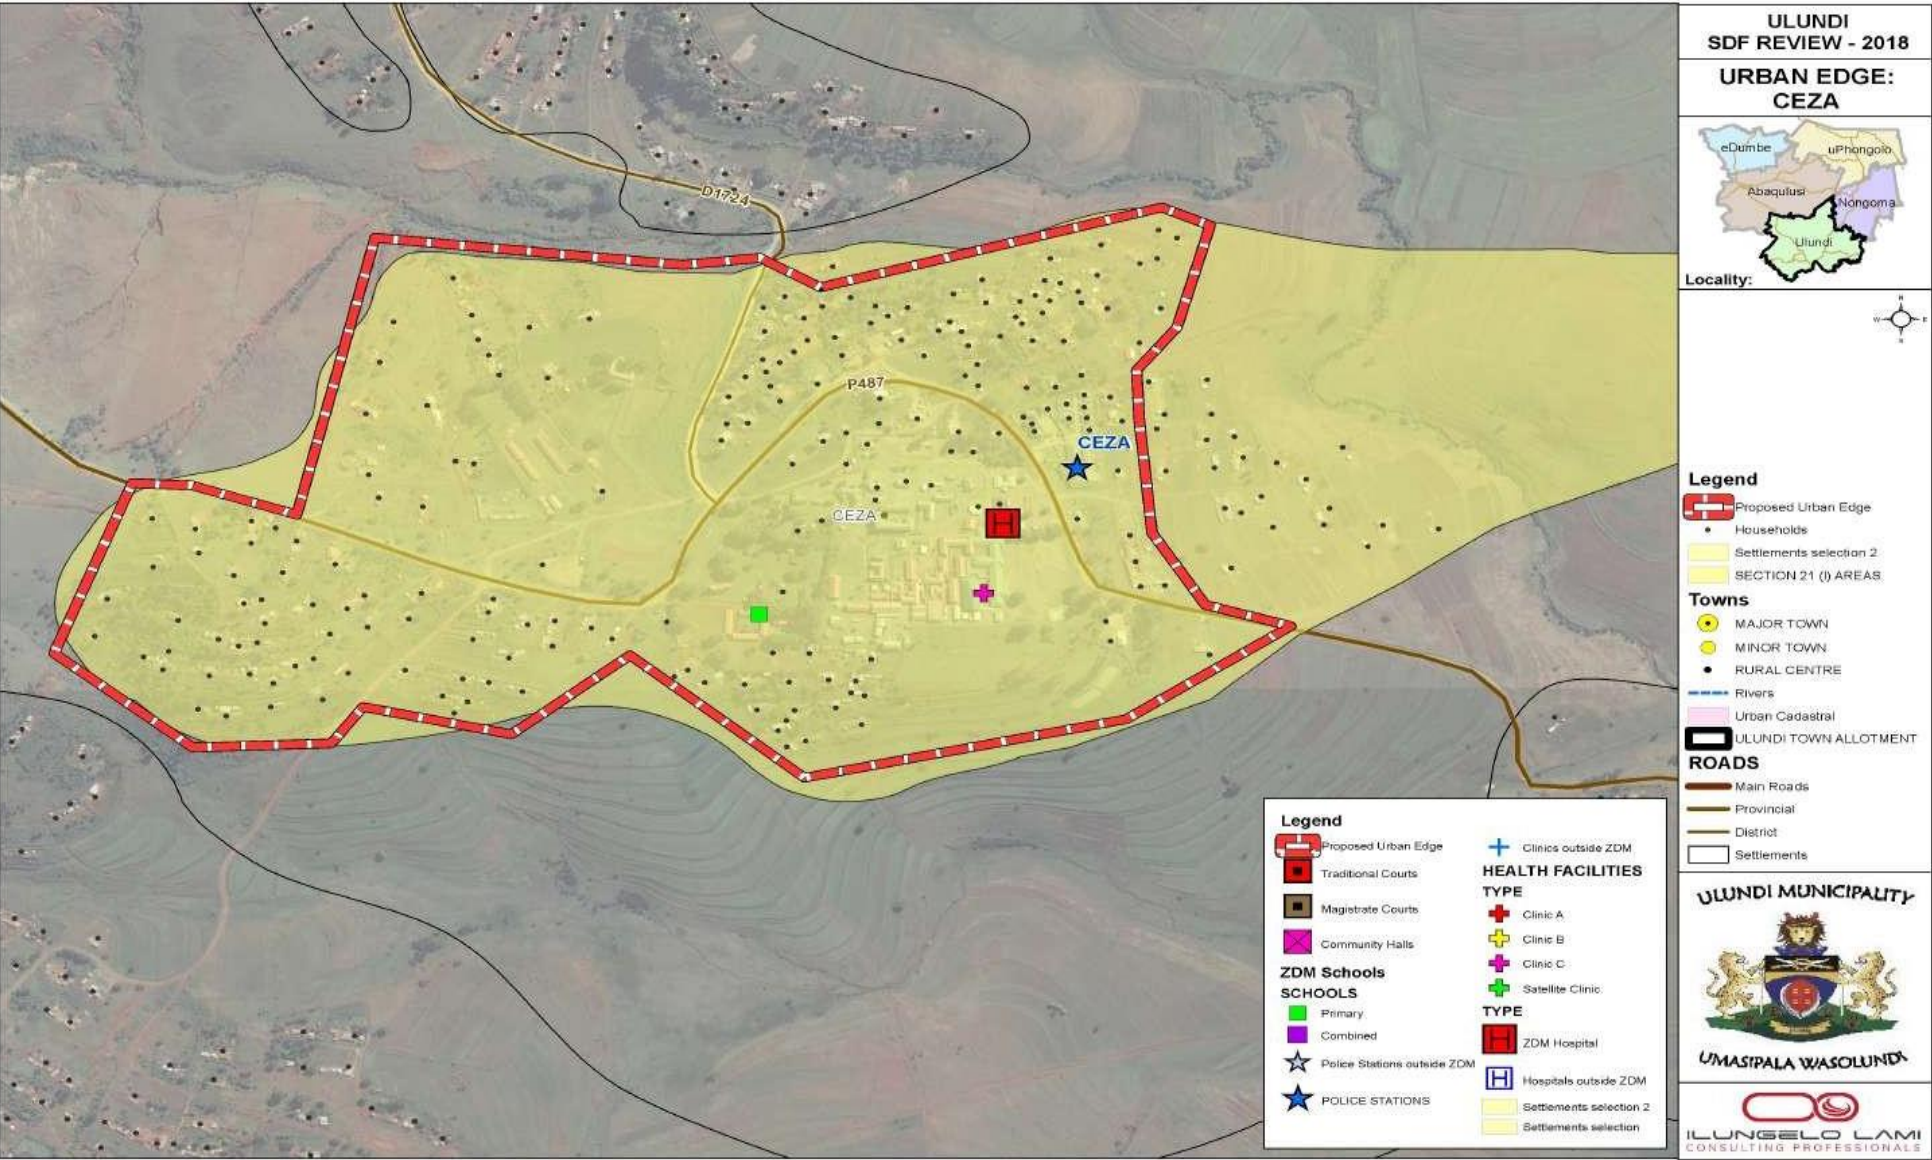 ULUNDI
SDF REVIEW - 2018
URBAN EDGE:
CEZA
eDumbe
uPhongolo
Abaqulusi
Nongoma
Ulundi
Locality:
N
W
E
S
D1724
P487
CEZA
CEZA
Legend
Proposed Urban Edge
Households
Settlements selection 2
SECTION 21 (I) AREAS
Towns
MAJOR TOWN
MINOR TOWN
RURAL CENTRE
Rivers
Urban Cadastral
ULUNDI TOWN ALLOTMENT
ROADS
Main Roads
Provincial
District
Settlements
Legend
Proposed Urban Edge
Traditional Courts
Magistrate Courts
Community Halls
ZDM Schools
SCHOOLS
Primary
Combined
Police Stations outside ZDM
POLICE STATIONS
Clinics outside ZDM
HEALTH FACILITIES
TYPE
Clinic A
Clinic B
Clinic C
Satellite Clinic
TYPE
H ZDM Hospital
H Hospitals outside ZDM
Settlements selection 2
Settlements selection
H
ULUNDI MUNICIPALITY
UMASIPALA WASOLUNDI
ILUNGELO LAMI
CONSULTING PROFESSIONALS